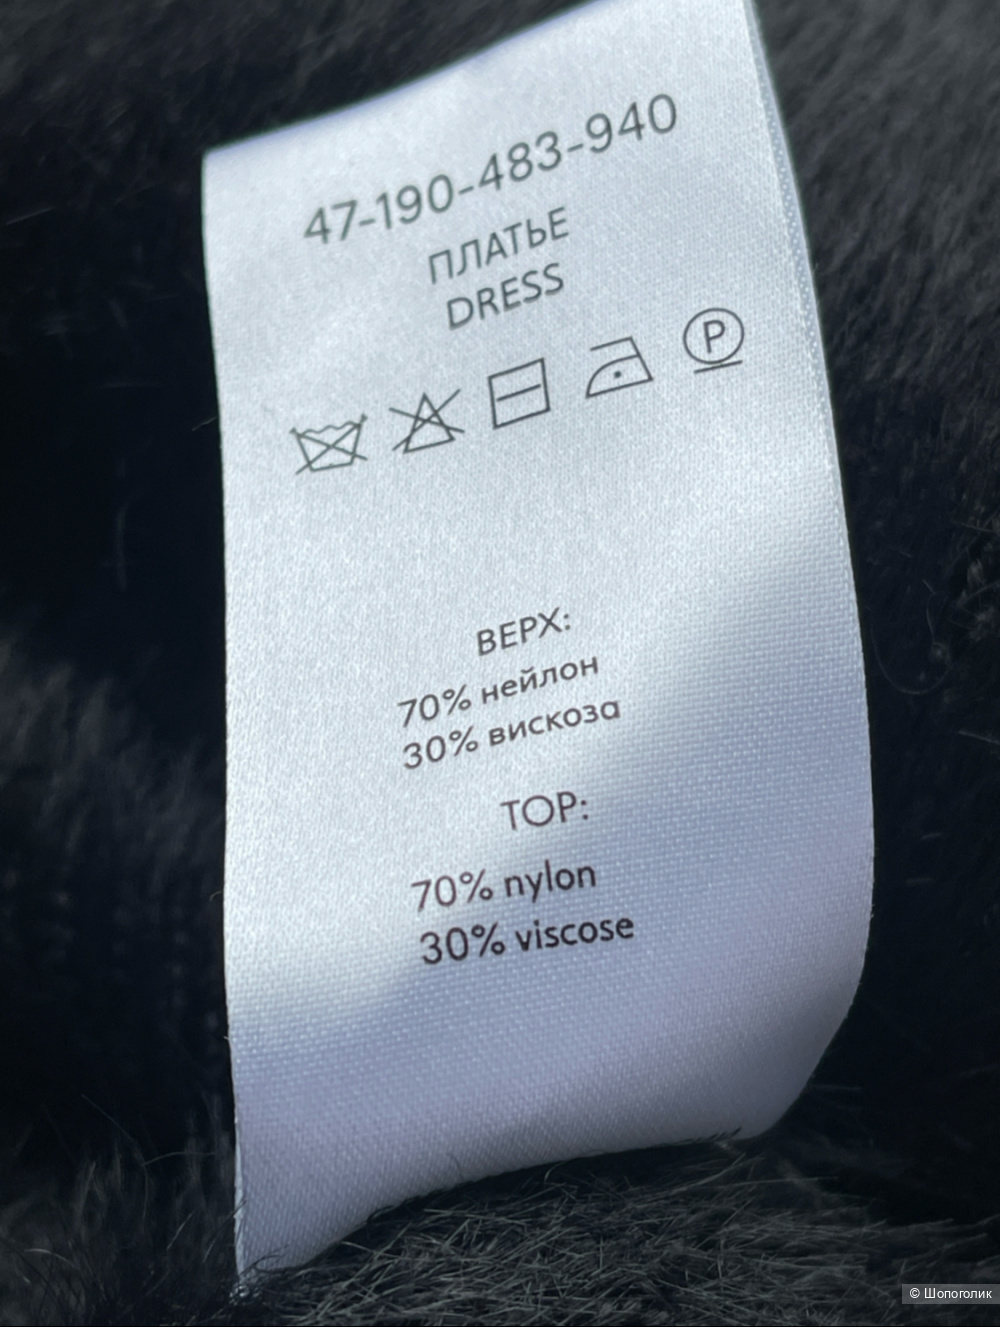 47-190-483-940
ПЛАТЬЕ
DRESS
P
ВЕРХ:
70% нейлон
30% вискоза
TOP:
70% nylon
30% viscose
© Шопоголик